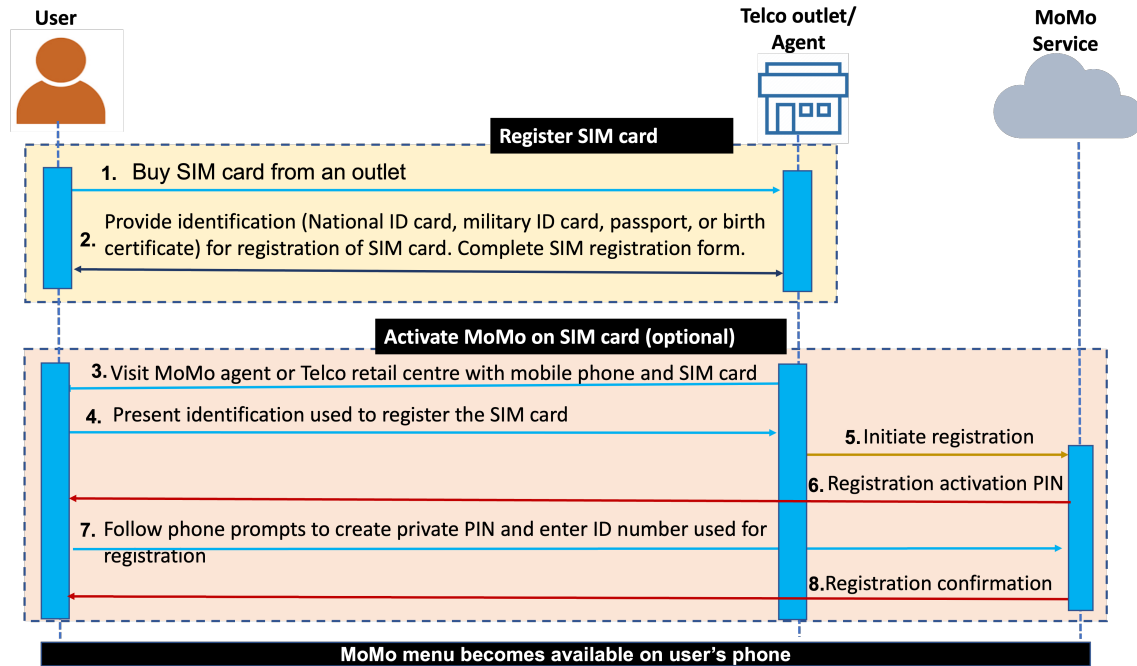 User
Telco outlet/
Agent
MoMo
Service
Register SIM card
1. Buy SIM card from an outlet
Provide identification (National ID card, military ID card, passport, or birth
2. certificate) for registration of SIM card. Complete SIM registration form.
Activate MoMo on SIM card (optional)
3. Visit MoMo agent or Telco retail centre with mobile phone and SIM card
4. Present identification used to register the SIM card
5. Initiate registration
6. Registration activation PIN
7. Follow phone prompts to create private PIN and enter ID number used for
registration
8. Registration confirmation
MoMo menu becomes available on user's phone